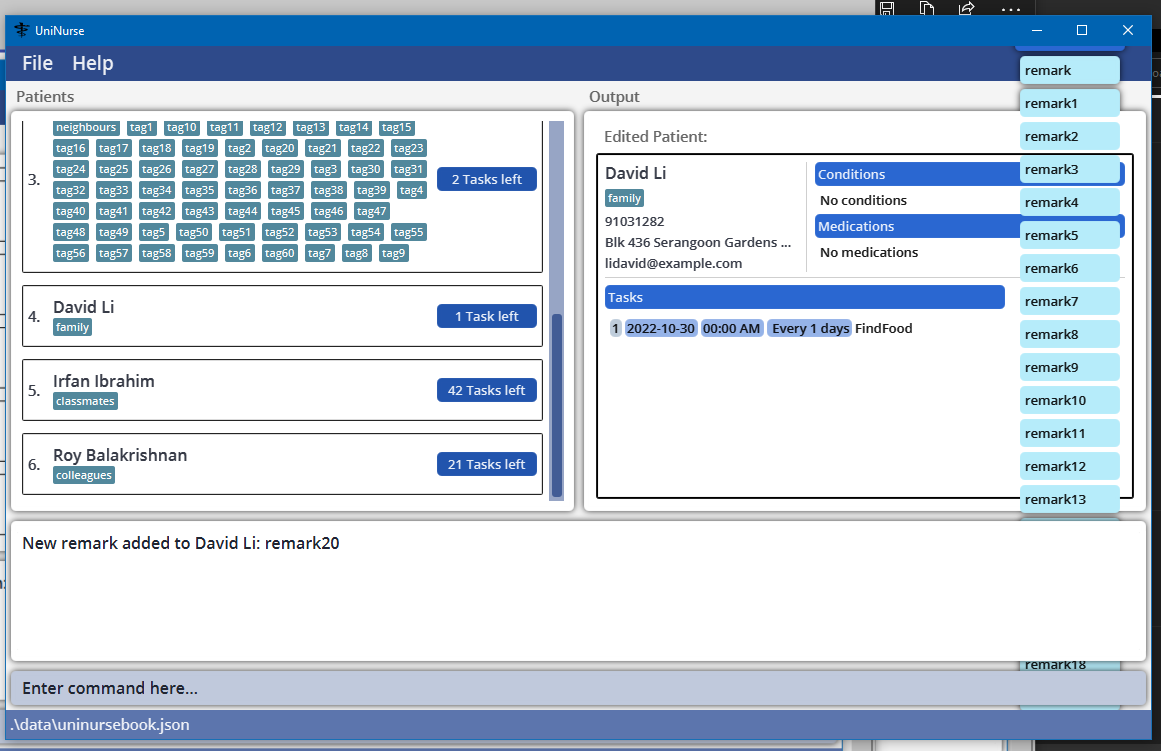 UniNurse
File Help
Patients
neighbours tag1 tag10 tag11 tag12 tag13 tag14 tag15
tag16 tag17 tag18 tag19 tag2 tag20 tag21 tag22 tag23
tag24 tag25 tag26 tag27 tag28 tag29 tag3 tag30 tag31
3.
2 Tasks left
tag32 tag33 tag34 tag35 tag36 tag37 tag38 tag39 tag4
tag40 tag41 tag42 tag43 tag44 tag45 tag46 tag47
tag48 tag49 tag5 tag50 tag51 tag52 tag53 tag54 tag55
tag56 tag57 tag58 tag59 tag6 tag60 tag7 tag8 tag9
4.
David Li
family
1 Task left
5.
Irfan Ibrahim
classmates
42 Tasks left
6.
Roy Balakrishnan
colleagues
21 Tasks left
Output
Edited Patient:
David Li
family
91031282
Blk 436 Serangoon Gardens ...
lidavid@example.com
Conditions
No conditions
Medications
No medications
Tasks
1 2022-10-30 00:00 AM Every 1 days FindFood
remark
remark1
remark2
remark3
remark4
remark5
remark6
remark7
remark8
remark9
remark10
remark11
remark12
remark13
New remark added to David Li: remark20
remark18
Enter command here...
.\data\uninursebook.json